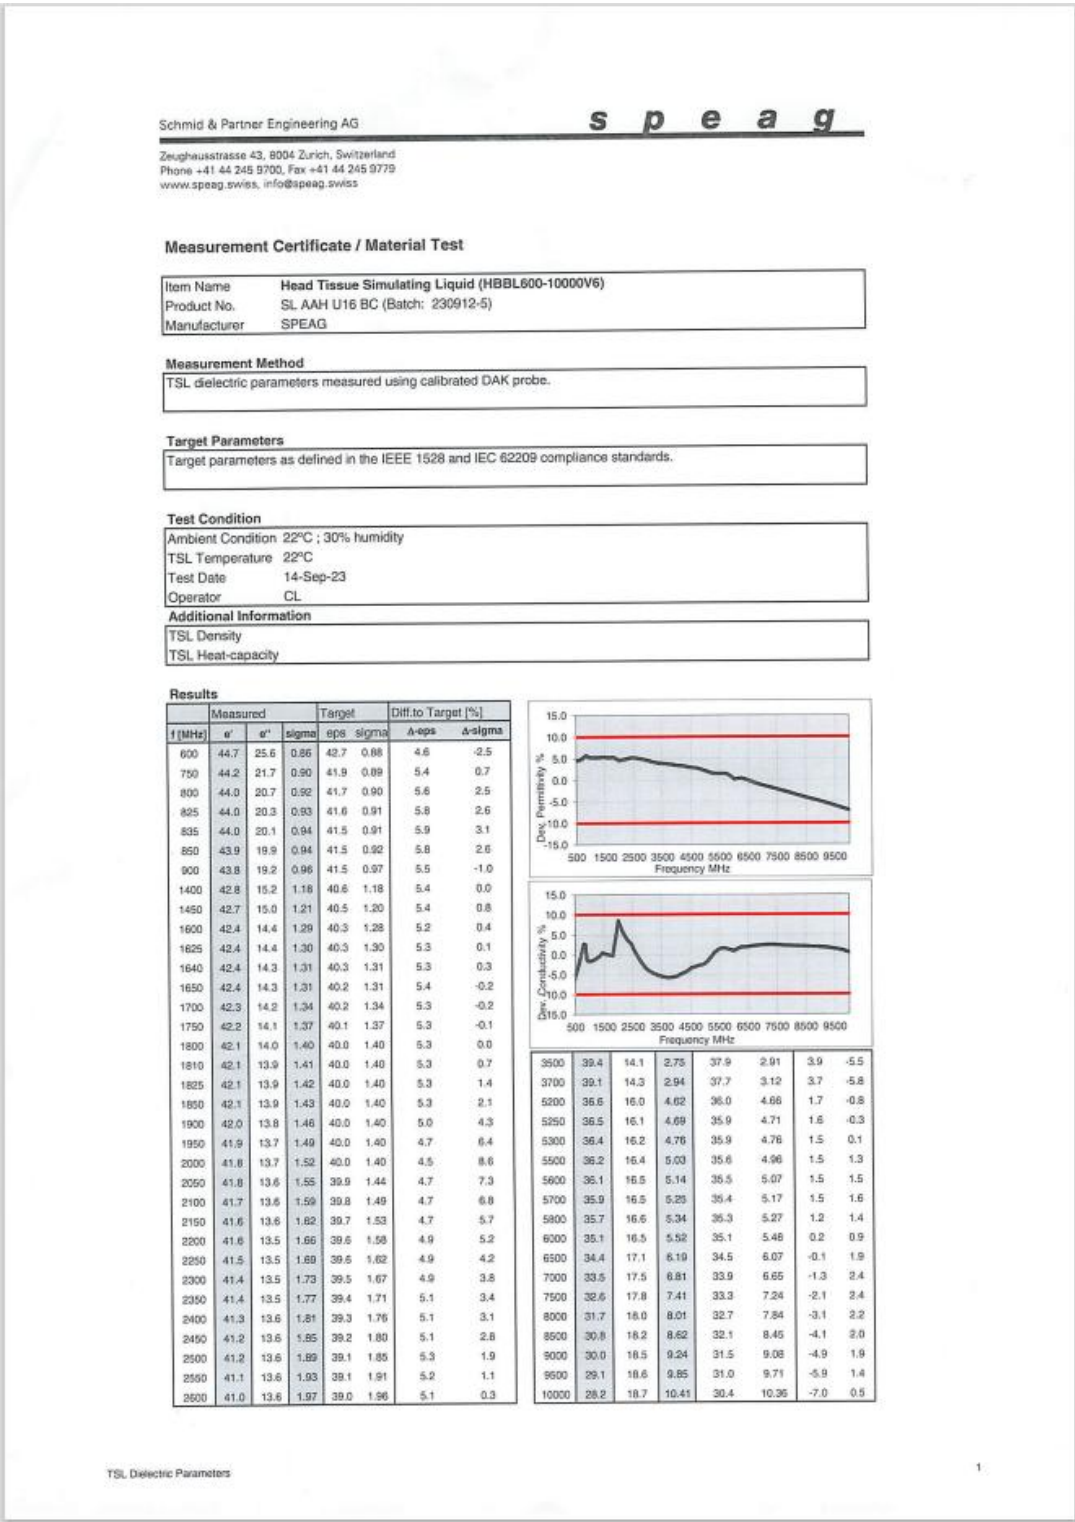 Schmid & Partner Engineering AG
s p e a g
Zeughausstrasse 43, 8004 Zurich, Switzerland
Phone +41 44 245 9700, Fax +41 44 245 9779
www.speag.swiss, info@speag.swiss
Measurement Certificate / Material Test
Item Name Head Tissue Simulating Liquid (HBBL600-10000V6)
Product No. SL AAH U16 BC (Batch: 230912-5)
Manufacturer SPEAG
Measurement Method
TSL dielectric parameters measured using calibrated DAK probe.
Target Parameters
Target parameters as defined in the IEEE 1528 and IEC 62209 compliance standards.
Test Condition
Ambient Condition 22°C ; 30% humidity
TSL Temperature 22°C
Test Date 14-Sep-23
Operator CL
Additional Information
TSL Density
TSL Heat-capacity
Results
Measured Target Diff.to Target [%]
f [MHz] e' e'' sigma eps sigma Δ-eps Δ-sigma
600 44.7 25.6 0.86 42.7 0.88 4.6 -2.5
750 44.2 21.7 0.90 41.9 0.89 5.4 0.7
800 44.0 20.7 0.92 41.7 0.90 5.6 2.5
825 44.0 20.3 0.93 41.6 0.91 5.8 2.6
835 44.0 20.1 0.94 41.5 0.91 5.9 3.1
850 43.9 19.9 0.94 41.5 0.92 5.8 2.6
900 43.8 19.2 0.96 41.5 0.97 5.5 -1.0
1400 42.8 15.2 1.18 40.6 1.18 5.4 0.0
1450 42.7 15.0 1.21 40.5 1.20 5.4 0.8
1600 42.4 14.4 1.29 40.3 1.28 5.2 0.4
1625 42.4 14.4 1.30 40.3 1.30 5.3 0.1
1640 42.4 14.3 1.31 40.3 1.31 5.3 0.3
1650 42.4 14.3 1.31 40.2 1.31 5.4 -0.2
1700 42.3 14.2 1.34 40.2 1.34 5.3 -0.2
1750 42.2 14.1 1.37 40.1 1.37 5.3 -0.1
1800 42.1 14.0 1.40 40.0 1.40 5.3 0.0
1810 42.1 13.9 1.41 40.0 1.40 5.3 0.7
1825 42.1 13.9 1.42 40.0 1.40 5.3 1.4
1850 42.1 13.9 1.43 40.0 1.40 5.3 2.1
1900 42.0 13.8 1.46 40.0 1.40 5.0 4.3
1950 41.9 13.7 1.49 40.0 1.40 4.7 6.4
2000 41.8 13.7 1.52 40.0 1.40 4.5 8.6
2050 41.8 13.6 1.55 39.9 1.44 4.7 7.3
2100 41.7 13.6 1.59 39.8 1.49 4.7 6.8
2150 41.6 13.6 1.62 39.7 1.53 4.7 5.7
2200 41.6 13.5 1.66 39.6 1.58 4.9 5.2
2250 41.5 13.5 1.69 39.6 1.62 4.9 4.2
2300 41.4 13.5 1.73 39.5 1.67 4.9 3.8
2350 41.4 13.5 1.77 39.4 1.71 5.1 3.4
2400 41.3 13.6 1.81 39.3 1.76 5.1 3.1
2450 41.2 13.6 1.85 39.2 1.80 5.1 2.8
2500 41.2 13.6 1.89 39.1 1.85 5.3 1.9
2550 41.1 13.6 1.93 39.1 1.91 5.2 1.1
2600 41.0 13.6 1.97 39.0 1.96 5.1 0.3
15.0
10.0
5.0
0.0
-5.0
-10.0
-15.0
Dev. Permittivity %
500 1500 2500 3500 4500 5500 6500 7500 8500 9500
Frequency MHz
15.0
10.0
5.0
0.0
-5.0
-10.0
-15.0
Dev. Conductivity %
500 1500 2500 3500 4500 5500 6500 7500 8500 9500
Frequency MHz
3500 39.4 14.1 2.75 37.9 2.91 3.9 -5.5
3700 39.1 14.3 2.94 37.7 3.12 3.7 -5.8
5200 36.6 16.0 4.62 36.0 4.66 1.7 -0.8
5250 36.5 16.1 4.69 35.9 4.71 1.6 -0.3
5300 36.4 16.2 4.76 35.9 4.76 1.5 0.1
5500 36.2 16.4 5.03 35.6 4.96 1.5 1.3
5600 36.1 16.5 5.14 35.5 5.07 1.5 1.5
5700 35.9 16.5 5.25 35.4 5.17 1.5 1.6
5800 35.7 16.6 5.34 35.3 5.27 1.2 1.4
6000 35.1 16.5 5.52 35.1 5.48 0.2 0.9
6500 34.4 17.1 6.19 34.5 6.07 -0.1 1.9
7000 33.5 17.5 6.81 33.9 6.65 -1.3 2.4
7500 32.6 17.8 7.41 33.3 7.24 -2.1 2.4
8000 31.7 18.0 8.01 32.7 7.84 -3.1 2.2
8500 30.8 18.2 8.62 32.1 8.45 -4.1 2.0
9000 30.0 18.5 9.24 31.5 9.08 -4.9 1.9
9500 29.1 18.6 9.85 31.0 9.71 -5.9 1.4
10000 28.2 18.7 10.41 30.4 10.36 -7.0 0.5
TSL Dielectric Parameters
1